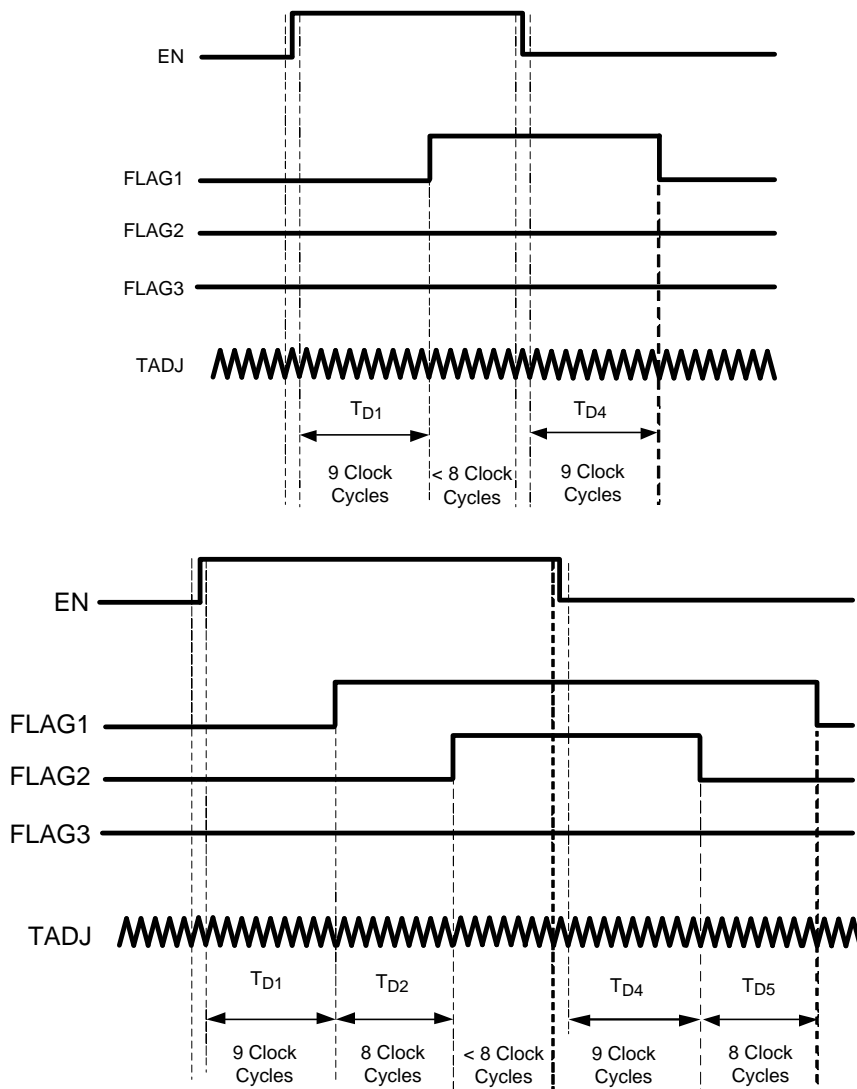 EN
FLAG1
FLAG2
FLAG3
TADJ
TD1
TD4
9 Clock
Cycles
< 8 Clock
Cycles
9 Clock
Cycles
EN
FLAG1
FLAG2
FLAG3
TADJ
TD1
TD2
TD4
TD5
9 Clock
Cycles
8 Clock
Cycles
< 8 Clock
Cycles
9 Clock
Cycles
8 Clock
Cycles